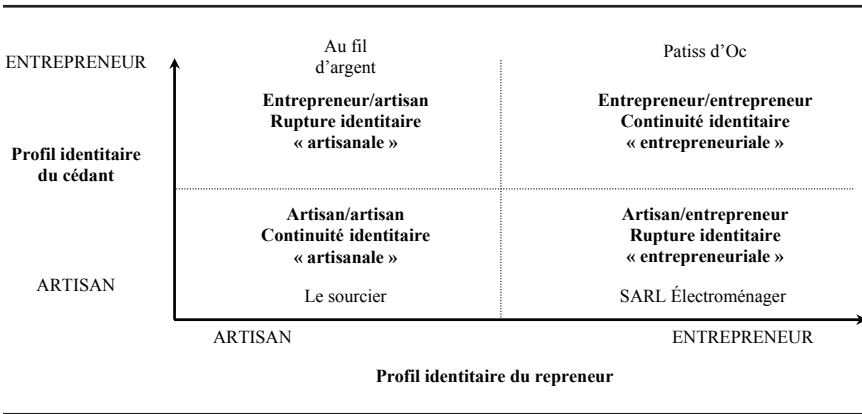 Au fil
d’argent
Patiss d’Oc
ENTREPRENEUR
Entrepreneur/artisan
Rupture identitaire
« artisanale »
Entrepreneur/entrepreneur
Continuité identitaire
« entrepreneuriale »
Profil identitaire
du cédant
Artisan/artisan
Continuité identitaire
« artisanale »
Artisan/entrepreneur
Rupture identitaire
« entrepreneuriale »
ARTISAN
Le sourcier
SARL Électroménager
ARTISAN
ENTREPRENEUR
Profil identitaire du repreneur